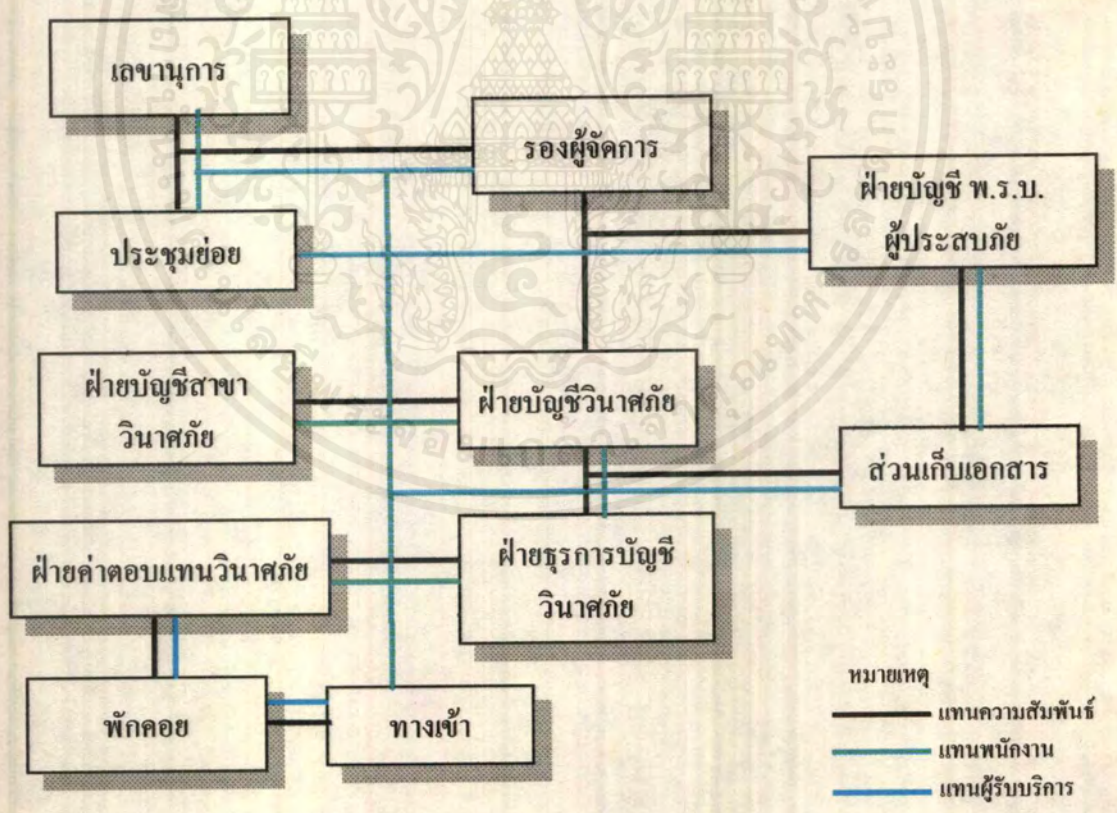 เลขานุการ
รองผู้จัดการ
ฝ่ายบัญชี พ.ร.บ.
ผู้ประสบภัย
ประชุมย่อย
ฝ่ายบัญชีสาขา
วินาศภัย
ฝ่ายบัญชีวินาศภัย
ส่วนเก็บเอกสาร
ฝ่ายค่าตอบแทนวินาศภัย
ฝ่ายธุรการบัญชี
วินาศภัย
พักคอย
ทางเข้า
หมายเหตุ
แทนความสัมพันธ์
แทนพนักงาน
แทนผู้รับบริการ